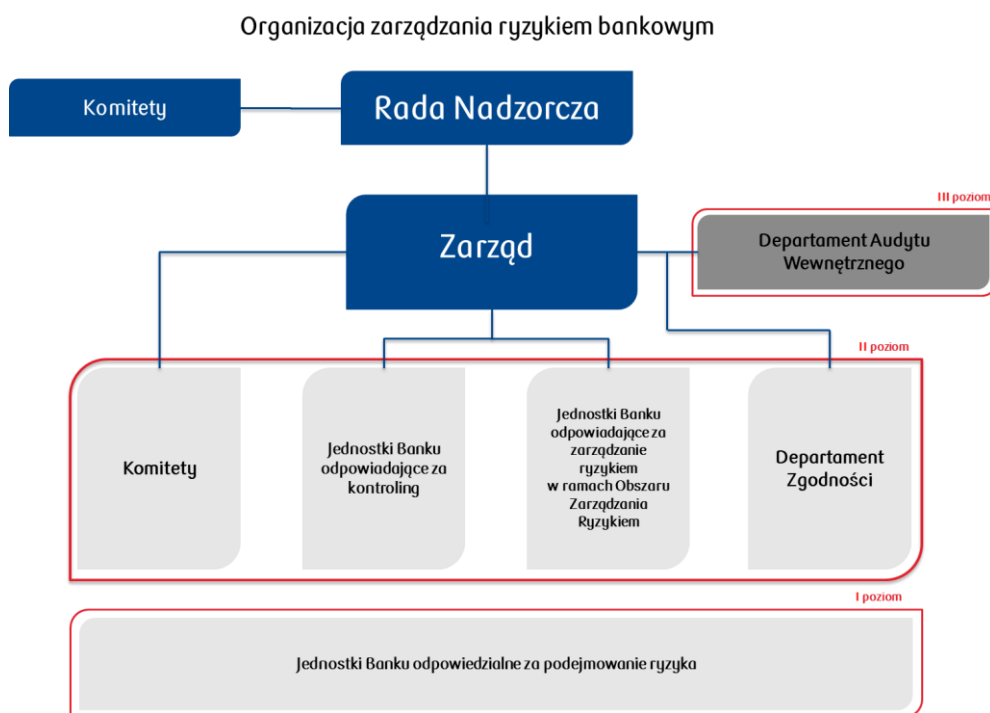 Organizacja zarządzania ryzykiem bankowym
Komitety
Rada Nadzorcza
III poziom
Zarząd
Departament Audytu
Wewnętrznego
II poziom
Komitety
Jednostki Banku
odpowiadające za
kontroling
Jednostki Banku
odpowiadające za
zarządzanie
ryzykiem
w ramach Obszaru
Zarządzania
Ryzykiem
Departament
Zgodności
I poziom
Jednostki Banku odpowiedzialne za podejmowanie ryzyka